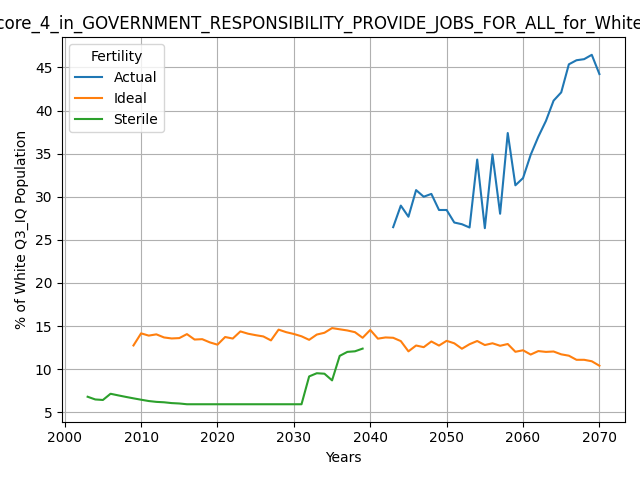 core_4_in_GOVERNMENT_RESPONSIBILITY_PROVIDE_JOBS_FOR_ALL_for_White
Fertility
Actual
Ideal
Sterile
% of White Q3_IQ Population
45
40
35
30
25
20
15
10
5
2000 2010 2020 2030 2040 2050 2060 2070
Years